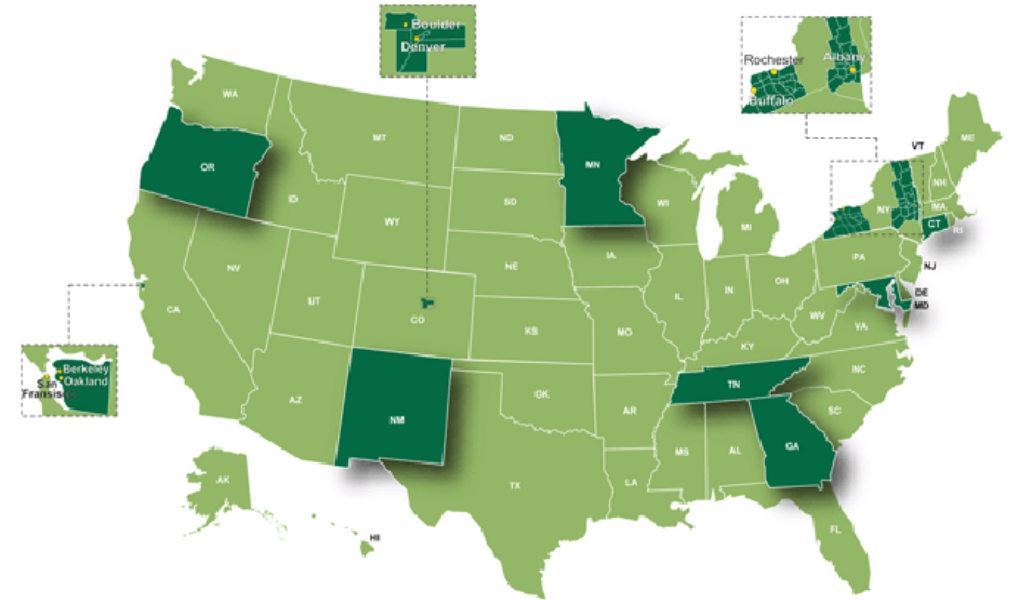 Boulder
Denver
Rochester
Albany
Buffalo
WA
MT
ND
MN
VT
ME
OR
ID
SD
WI
NH
WY
MI
NY
MA
CT
RI
NV
NE
IA
PA
NJ
UT
CO
IL
IN
OH
DE
MD
CA
KS
MO
WV
VA
KY
Berkeley
Oakland
San
Fransisco
AZ
NM
OK
AR
TN
NC
SC
MS
AL
GA
AK
TX
LA
FL
HI